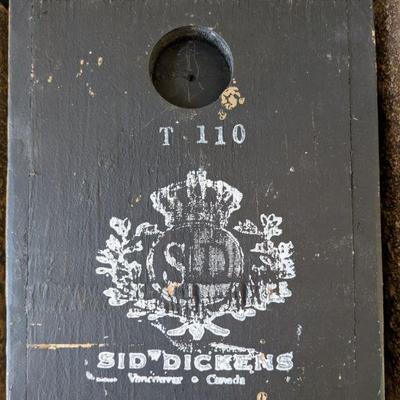 T 110
SD
SID DICKENS
Vancouver • Canada